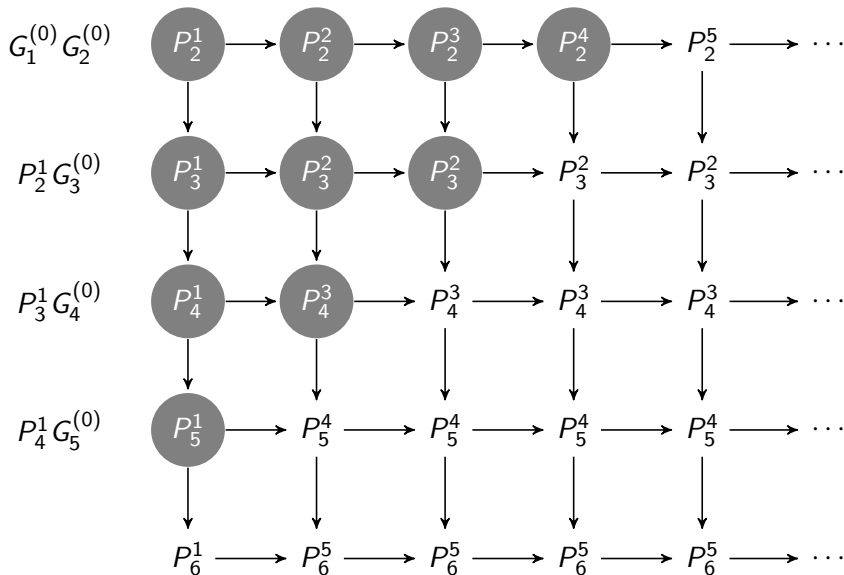 G_1^{(0)} G_2^{(0)} P_2^1 P_2^2 P_2^3 P_2^4 P_2^5 ⋯
P_2^1 G_3^{(0)} P_3^1 P_3^2 P_3^2 P_3^2 P_3^2 ⋯
P_3^1 G_4^{(0)} P_4^1 P_4^3 P_4^3 P_4^3 P_4^3 ⋯
P_4^1 G_5^{(0)} P_5^1 P_5^4 P_5^4 P_5^4 P_5^4 ⋯
P_6^1 P_6^5 P_6^5 P_6^5 P_6^5 ⋯